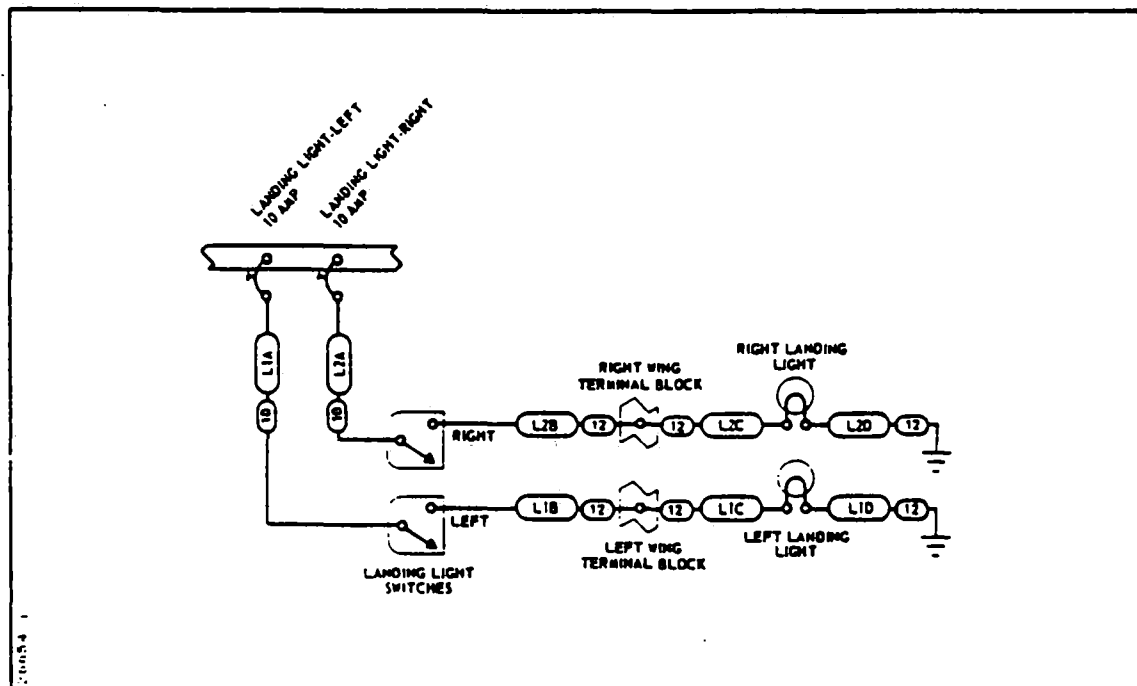 LANDING LIGHT-LEFT
10 AMP
LANDING LIGHT-RIGHT
10 AMP
L1A
L2A
RIGHT WING
TERMINAL BLOCK
RIGHT LANDING
LIGHT
RIGHT
L2B
12
12
L2C
L2D
12
LEFT
L1B
12
12
L1C
L1D
12
LANDING LIGHT
SWITCHES
LEFT WING
TERMINAL BLOCK
LEFT LANDING
LIGHT